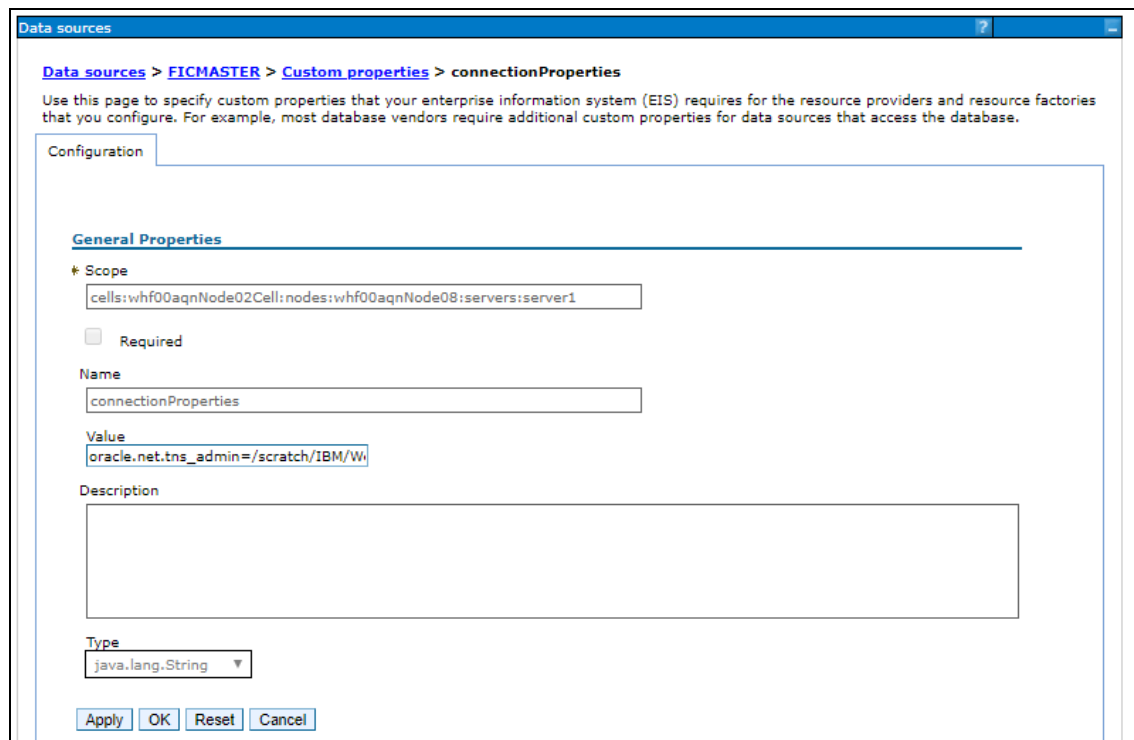 Data sources ? –
Data sources > FICMASTER > Custom properties > connectionProperties
Use this page to specify custom properties that your enterprise information system (EIS) requires for the resource providers and resource factories
that you configure. For example, most database vendors require additional custom properties for data sources that access the database.
Configuration
General Properties
* Scope
cells:whf00aqnNode02Cell:nodes:whf00aqnNode08:servers:server1
Required
Name
connectionProperties
Value
oracle.net.tns_admin=/scratch/IBM/W
Description
Type
java.lang.String
Apply OK Reset Cancel